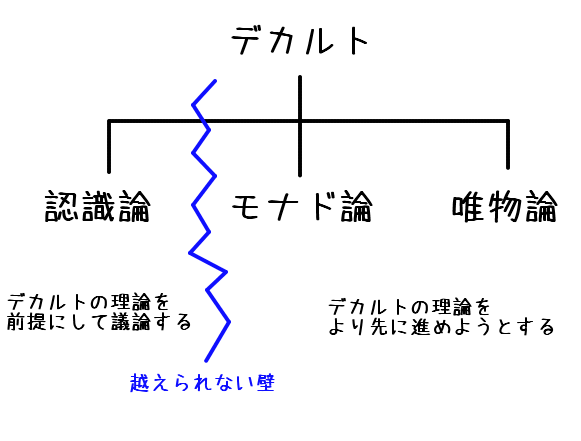 デカルト
認識論
モナド論
唯物論
デカルトの理論を
前提にして議論する
デカルトの理論を
より先に進めようとする
越えられない壁